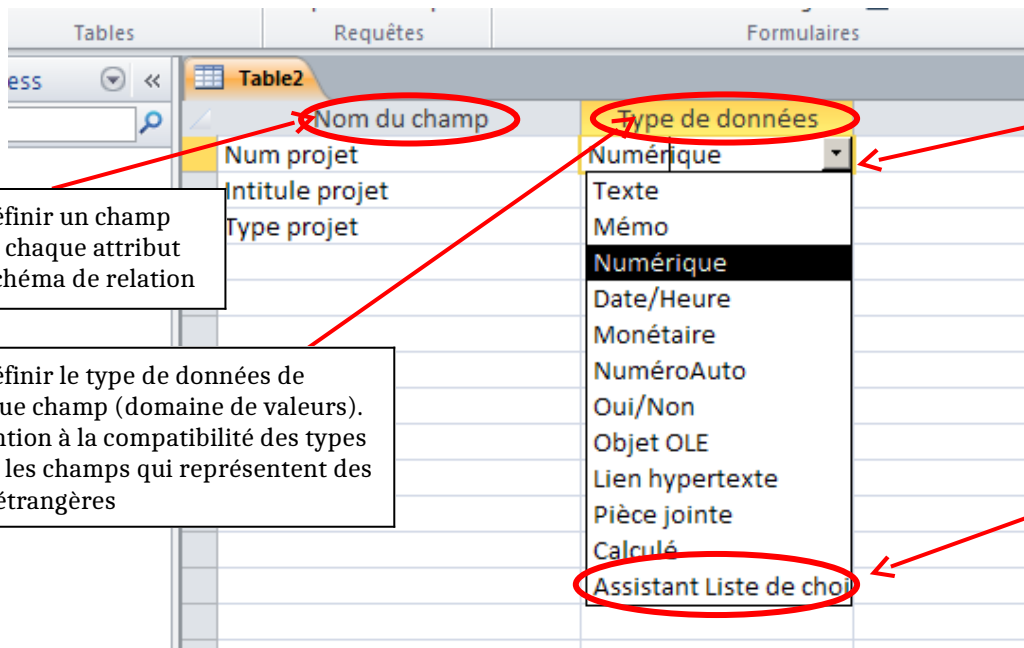 Tables Requêtes Formulaires
ess Table2
Nom du champ Type de données
Num projet Numérique
Intitule projet Texte
Type projet Mémo
Numérique
Date/Heure
Monétaire
NuméroAuto
Oui/Non
Objet OLE
Lien hypertexte
Pièce jointe
Calculé
Assistant Liste de choi
éfinir un champ
chaque attribut
chéma de relation
éfinir le type de données de
ue champ (domaine de valeurs).
ntion à la compatibilité des types
les champs qui représentent des
étrangères